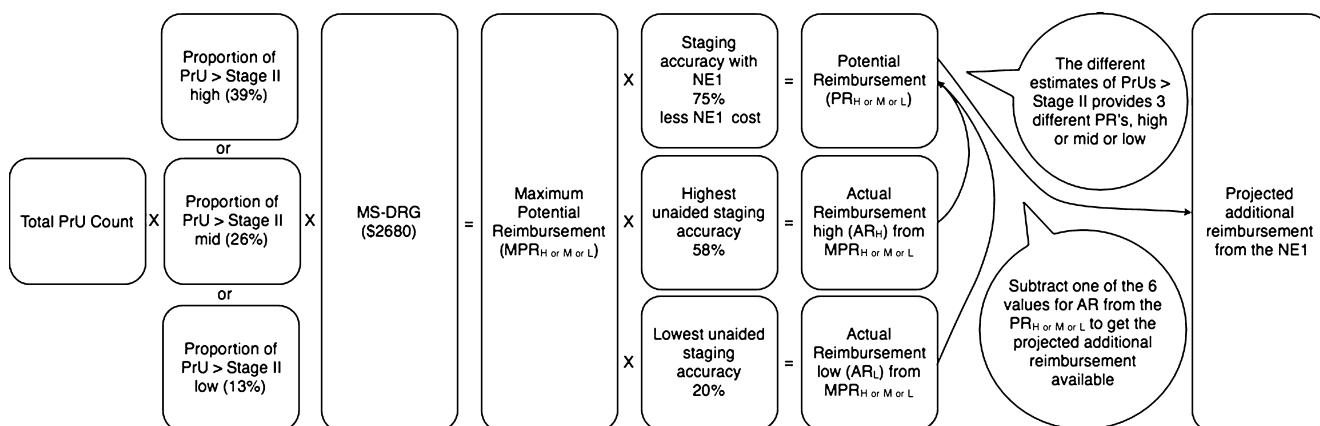 Total PrU Count
X
Proportion of
PrU > Stage II
high (39%)
or
Proportion of
PrU > Stage II
mid (26%)
or
Proportion of
PrU > Stage II
low (13%)
X
MS-DRG
($2680)
=
Maximum
Potential
Reimbursement
(MPRH or M or L)
X
Staging
accuracy with
NE1
75%
less NE1 cost
=
Potential
Reimbursement
(PRH or M or L)
X
Highest
unaided staging
accuracy
58%
=
Actual
Reimbursement
high (ARH) from
MPRH or M or L
X
Lowest unaided
staging
accuracy
20%
=
Actual
Reimbursement
low (ARL) from
MPRH or M or L
The different
estimates of PrUs >
Stage II provides 3
different PR's, high
or mid or low
Subtract one of the 6
values for AR from the
PRH or M or L to get the
projected additional
reimbursement
available
Projected
additional
reimbursement
from the NE1